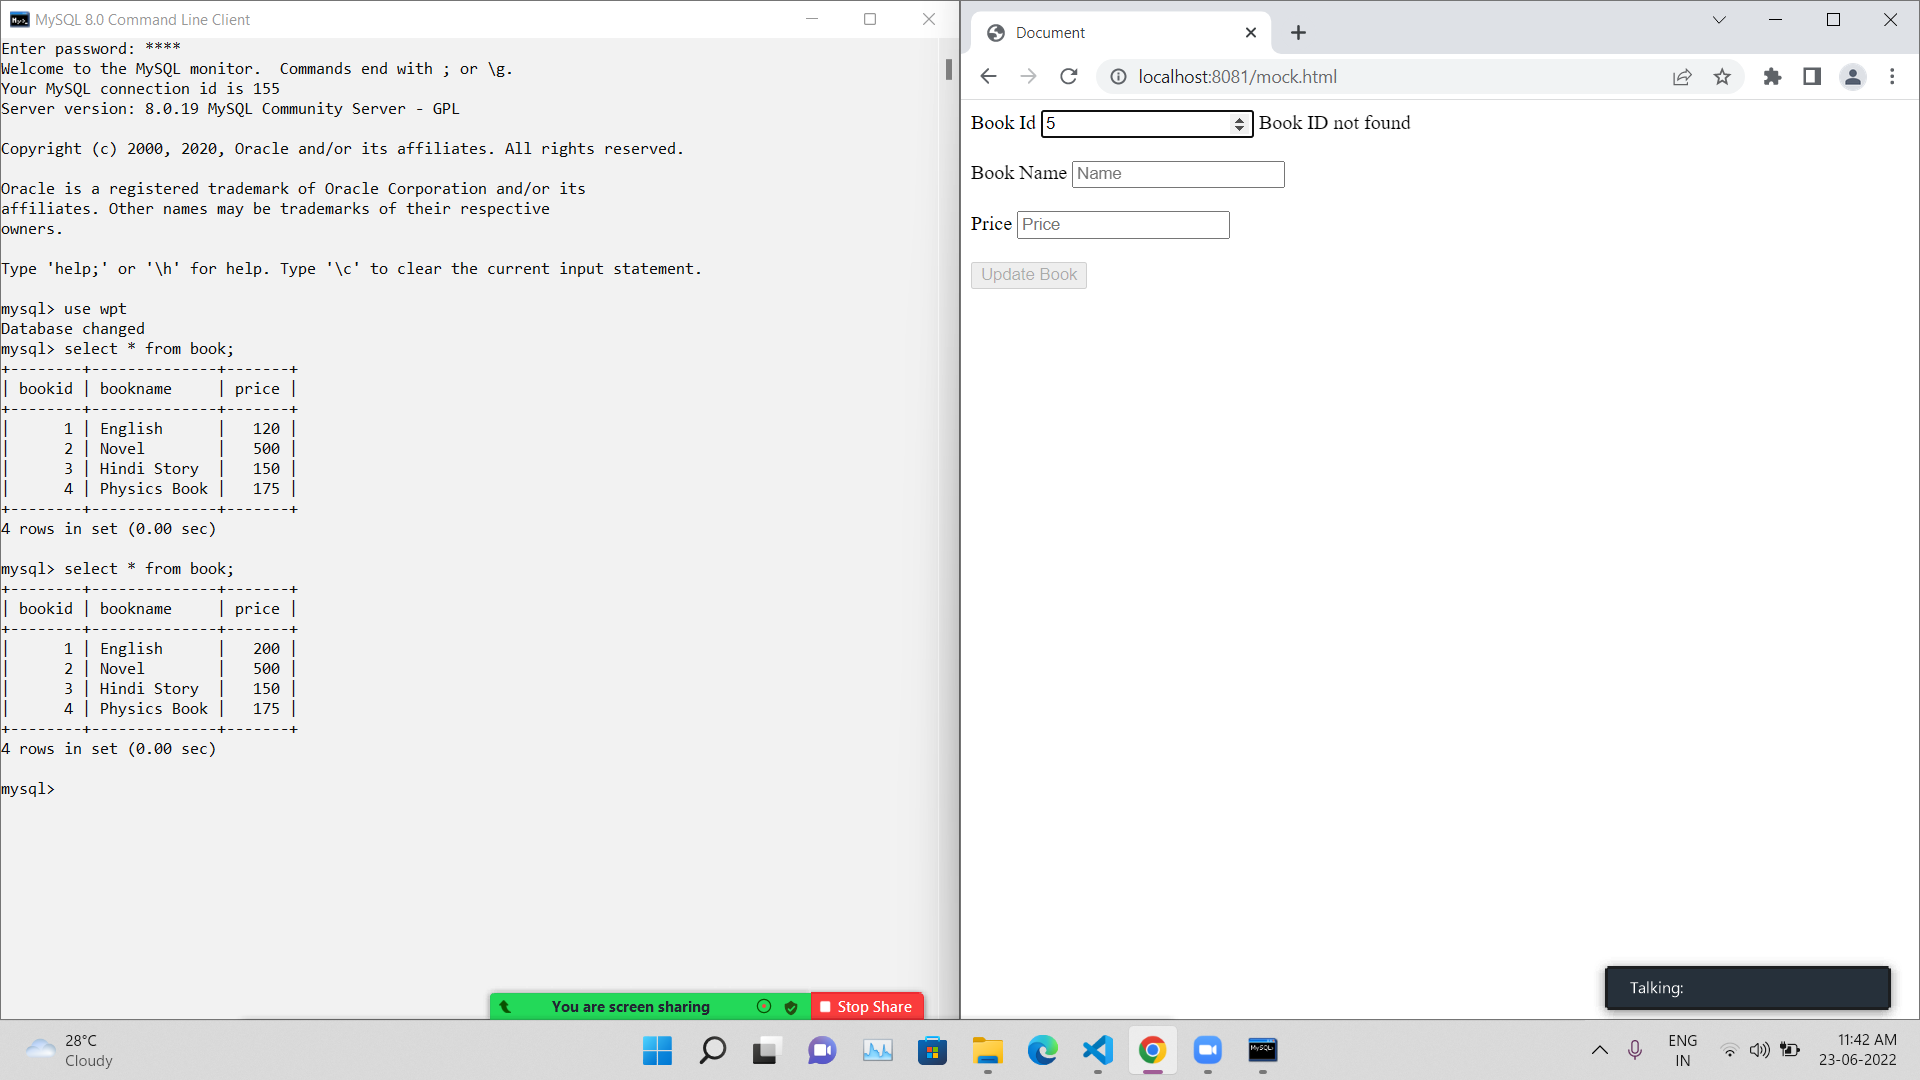 MySQL 8.0 Command Line Client
Enter password: ****
Welcome to the MySQL monitor.  Commands end with ; or \g.
Your MySQL connection id is 155
Server version: 8.0.19 MySQL Community Server - GPL
Copyright (c) 2000, 2020, Oracle and/or its affiliates. All rights reserved.
Oracle is a registered trademark of Oracle Corporation and/or its
affiliates. Other names may be trademarks of their respective
owners.
Type 'help;' or '\h' for help. Type '\c' to clear the current input statement.
mysql> use wpt
Database changed
mysql> select * from book;
+--------+--------------+-------+
| bookid | bookname     | price |
+--------+--------------+-------+
|      1 | English      |   120 |
|      2 | Novel        |   500 |
|      3 | Hindi Story  |   150 |
|      4 | Physics Book |   175 |
+--------+--------------+-------+
4 rows in set (0.00 sec)
mysql> select * from book;
+--------+--------------+-------+
| bookid | bookname     | price |
+--------+--------------+-------+
|      1 | English      |   200 |
|      2 | Novel        |   500 |
|      3 | Hindi Story  |   150 |
|      4 | Physics Book |   175 |
+--------+--------------+-------+
4 rows in set (0.00 sec)
mysql>
Document
localhost:8081/mock.html
Book Id 5 Book ID not found
Book Name Name
Price Price
Update Book
Talking:
You are screen sharing
Stop Share
28°C
Cloudy
MySQL
ENG
IN
11:42 AM
23-06-2022